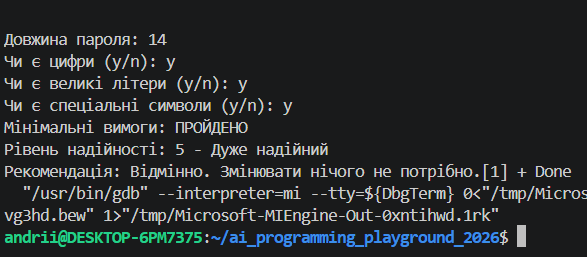 Довжина пароля: 14
Чи є цифри (y/n): y
Чи є великі літери (y/n): y
Чи є спеціальні символи (y/n): y
Мінімальні вимоги: ПРОЙДЕНО
Рівень надійності: 5 - Дуже надійний
Рекомендація: Відмінно. Змінювати нічого не потрібно.[1] + Done
"/usr/bin/gdb" --interpreter=mi --tty=${DbgTerm} 0<"/tmp/Micros
vg3hd.bew" 1>"/tmp/Microsoft-MIEngine-Out-0xntihwd.1rk"
andrii@DESKTOP-6PM7375:~/ai_programming_playground_2026$